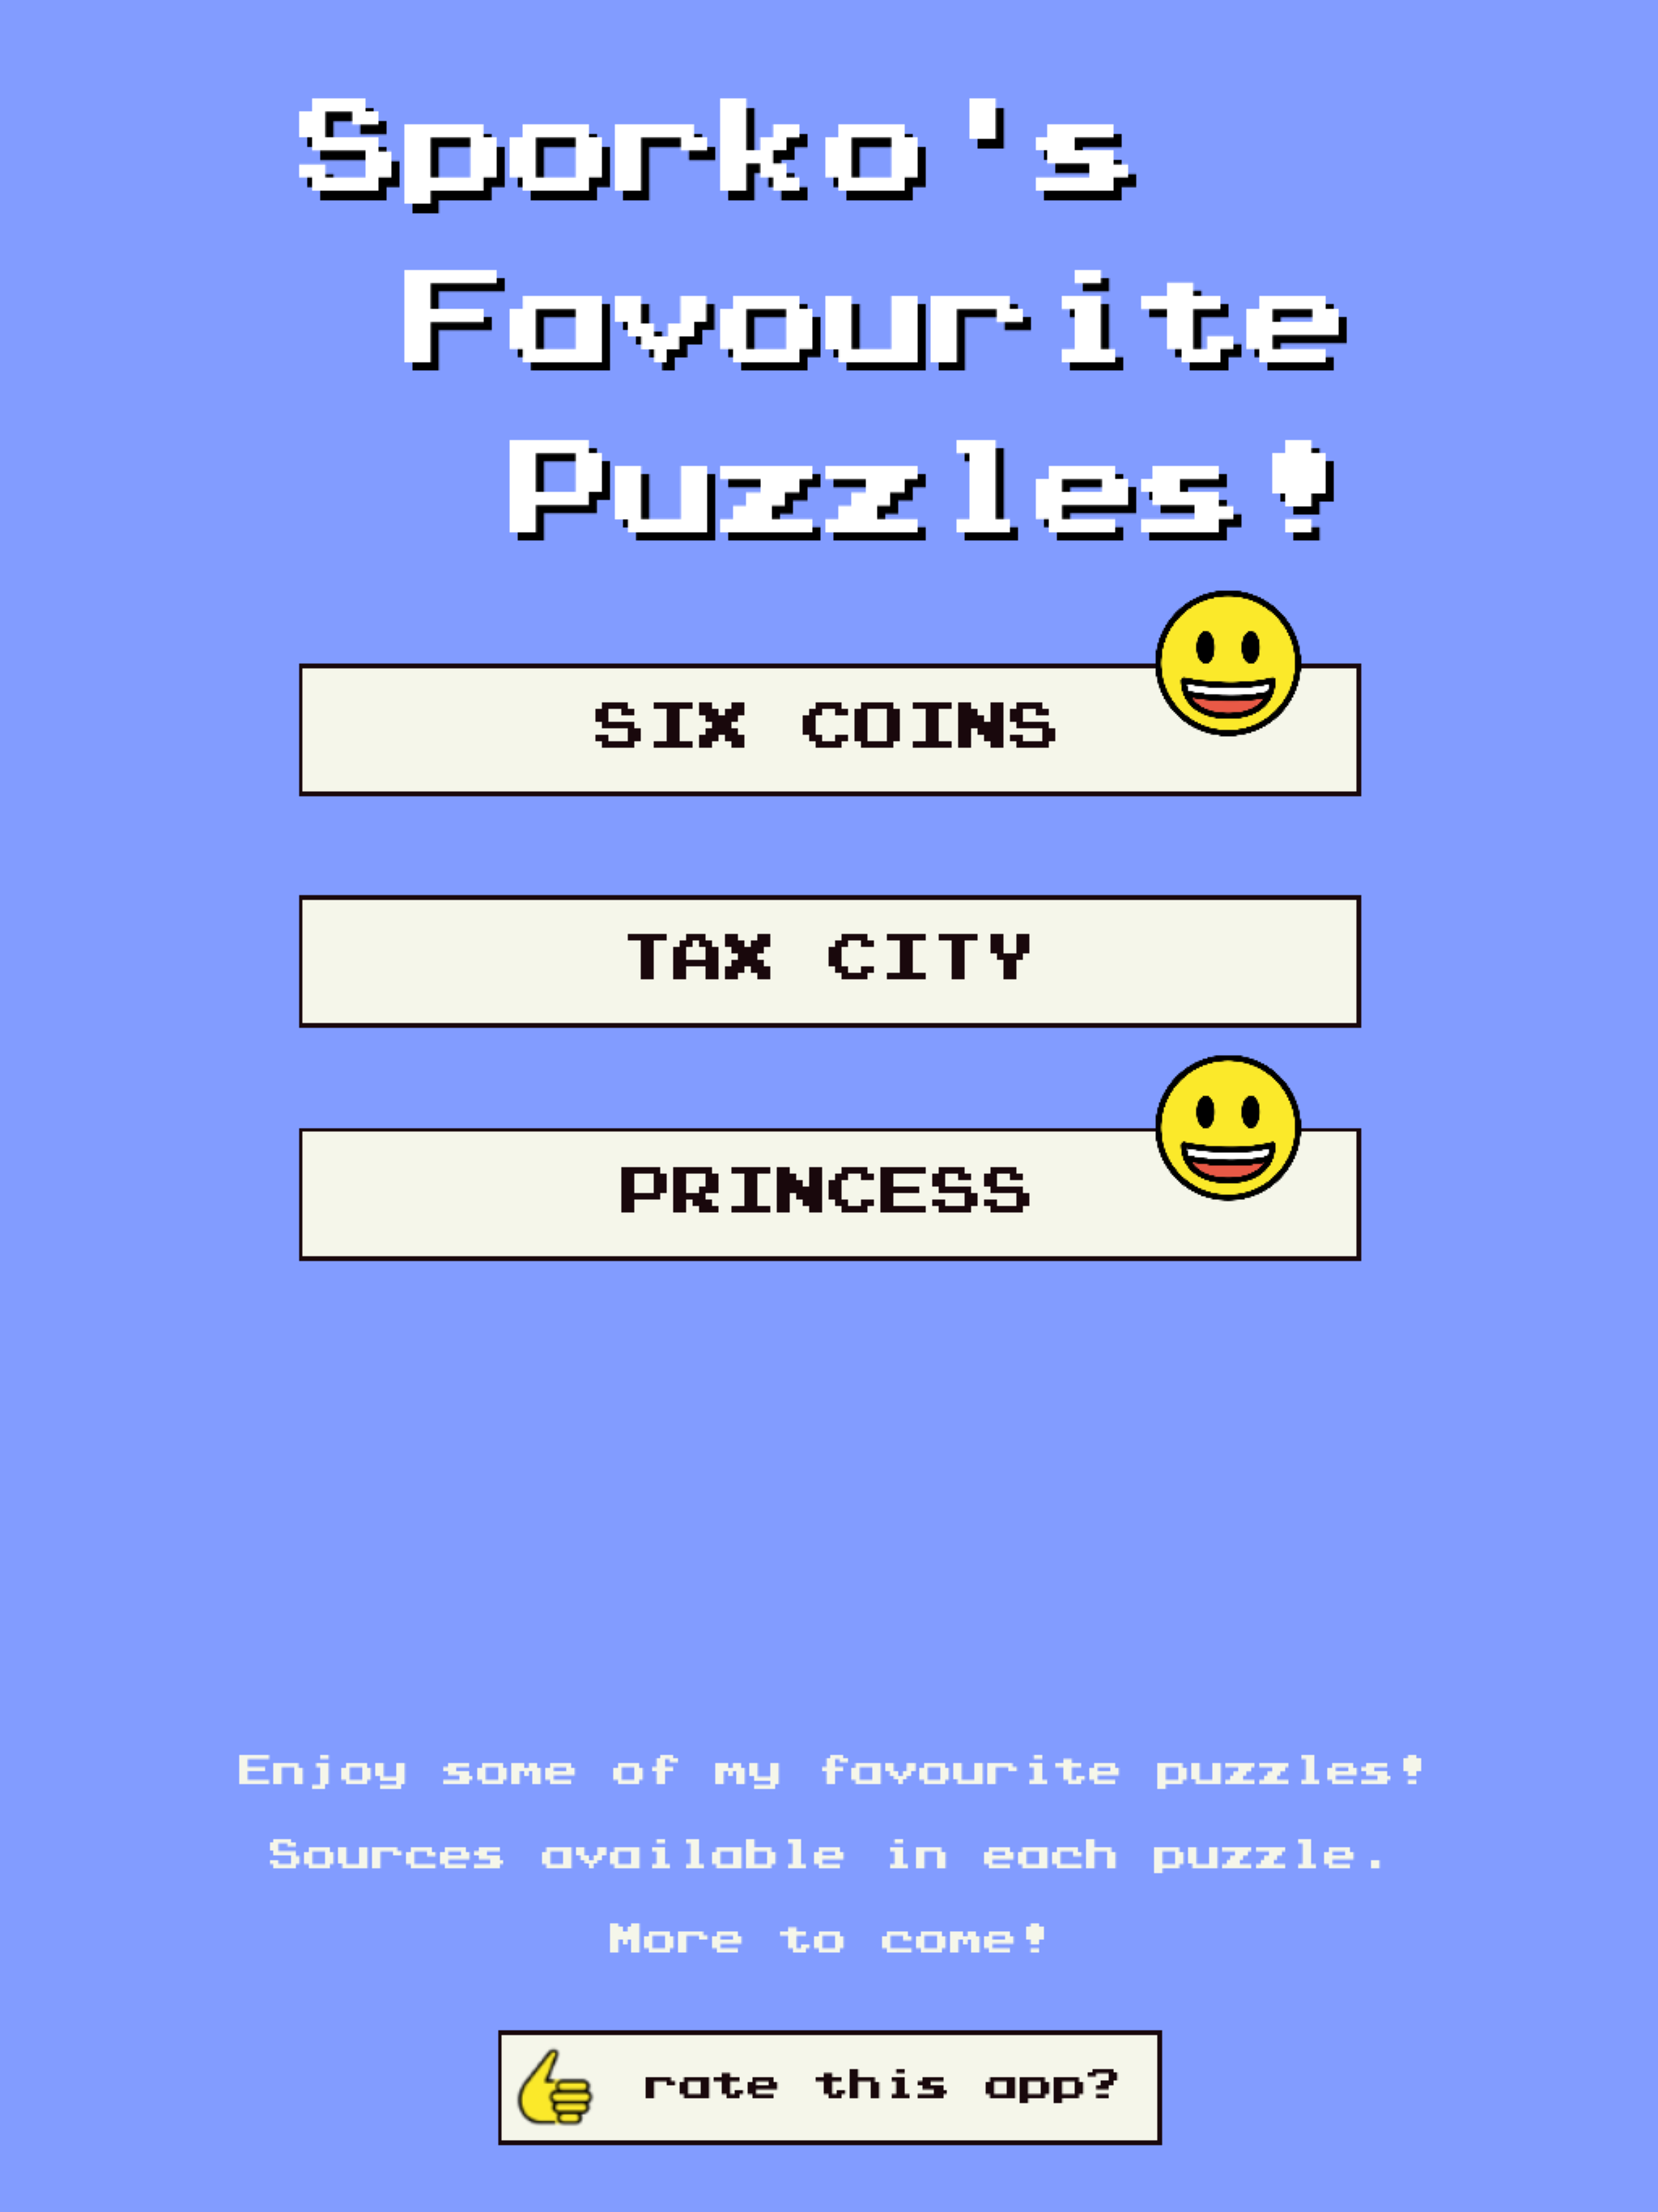 Sporko's
Favourite
Puzzles!
SIX COINS
TAX CITY
PRINCESS
Enjoy some of my favourite puzzles!
Sources available in each puzzle.
More to come!
rate this app?